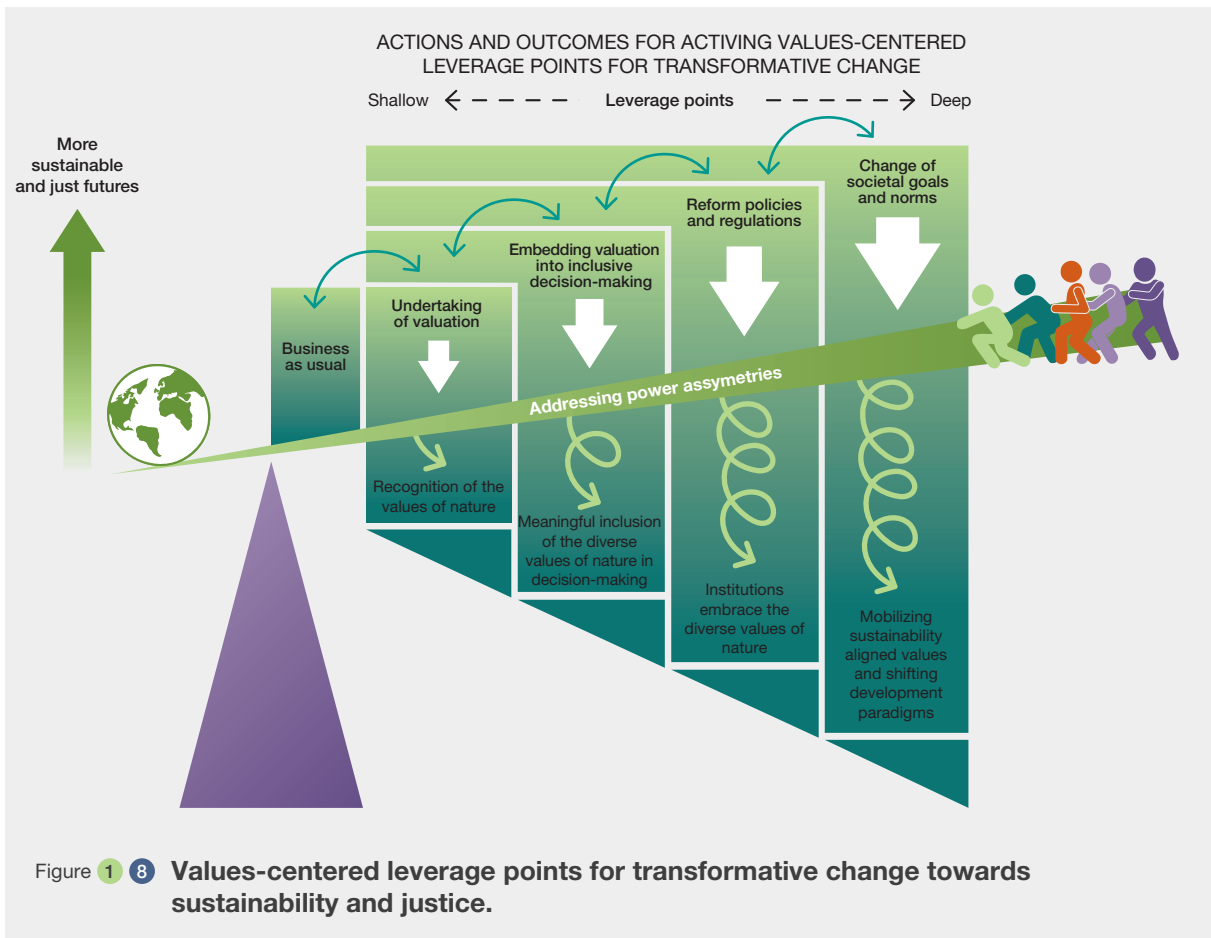 ACTIONS AND OUTCOMES FOR ACTIVING VALUES-CENTERED
LEVERAGE POINTS FOR TRANSFORMATIVE CHANGE
Shallow
Leverage points
Deep
More
sustainable
and just futures
Business
as usual
Undertaking
of valuation
Embedding valuation
into inclusive
decision-making
Reform policies
and regulations
Change of
societal goals
and norms
Addressing power assymetries
Recognition of the
values of nature
Meaningful inclusion
of the diverse
values of nature in
decision-making
Institutions
embrace the
diverse values of
nature
Mobilizing
sustainability
aligned values
and shifting
development
paradigms
Figure 1 8 Values-centered leverage points for transformative change towards
sustainability and justice.